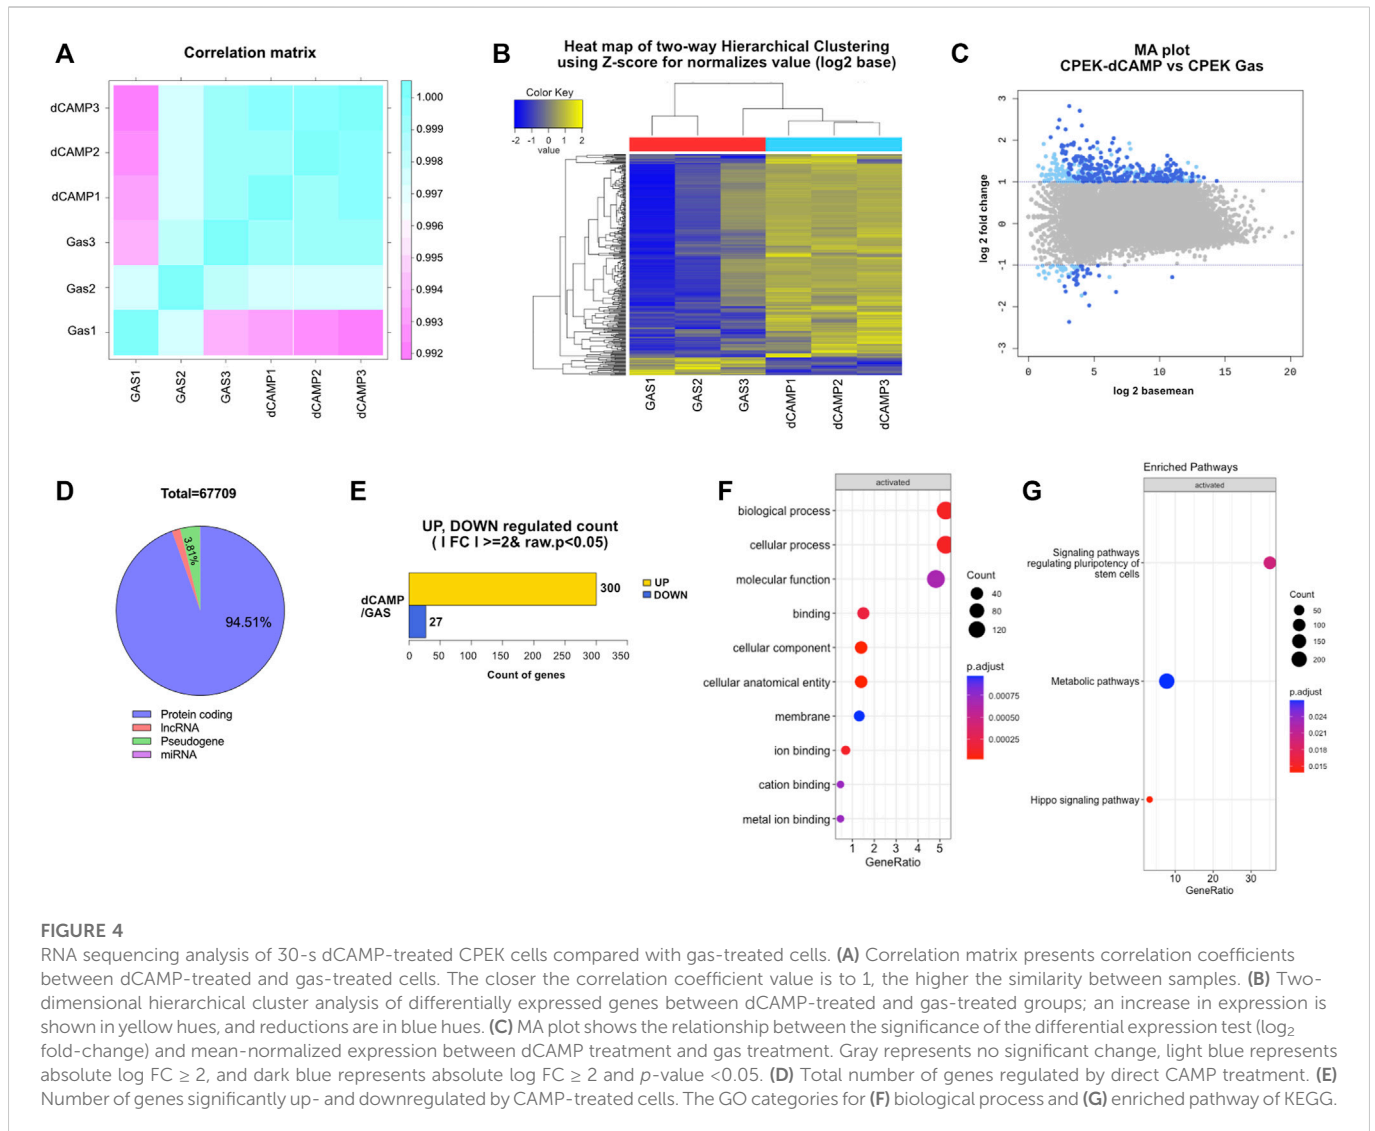 A
Correlation matrix
dCAMP3
dCAMP2
dCAMP1
Gas3
Gas2
Gas1
GAS1
GAS2
GAS3
dCAMP1
dCAMP2
dCAMP3
1.000
0.999
0.998
0.997
0.996
0.995
0.994
0.993
0.992
B
Heat map of two-way Hierarchical Clustering
using Z-score for normalizes value (log2 base)
Color Key
-2 -1 0 1 2
value
GAS1
GAS2
GAS3
dCAMP1
dCAMP2
dCAMP3
C
MA plot
CPEK-dCAMP vs CPEK Gas
log 2 fold change
3
2
1
0
-1
-2
-3
0 5 10 15 20
log 2 basemean
D
Total=67709
3.81%
94.51%
Protein coding
lncRNA
Pseudogene
miRNA
E
UP, DOWN regulated count
( I FC I >=2& raw.p<0.05)
dCAMP
/GAS
300
27
UP
DOWN
0 50 100 150 200 250 300 350
Count of genes
F
activated
biological process
cellular process
molecular function
binding
cellular component
cellular anatomical entity
membrane
ion binding
cation binding
metal ion binding
1 2 3 4 5
GeneRatio
Count
40
80
120
p.adjust
0.00075
0.00050
0.00025
G
Enriched Pathways
activated
Signaling pathways
regulating pluripotency of
stem cells
Metabolic pathways
Hippo signaling pathway
10 20 30
GeneRatio
Count
50
100
150
200
p.adjust
0.024
0.021
0.018
0.015
FIGURE 4
RNA sequencing analysis of 30-s dCAMP-treated CPEK cells compared with gas-treated cells. (A) Correlation matrix presents correlation coefficients
between dCAMP-treated and gas-treated cells. The closer the correlation coefficient value is to 1, the higher the similarity between samples. (B) Two-
dimensional hierarchical cluster analysis of differentially expressed genes between dCAMP-treated and gas-treated groups; an increase in expression is
shown in yellow hues, and reductions are in blue hues. (C) MA plot shows the relationship between the significance of the differential expression test (log₂
fold-change) and mean-normalized expression between dCAMP treatment and gas treatment. Gray represents no significant change, light blue represents
absolute log FC ≥ 2, and dark blue represents absolute log FC ≥ 2 and p-value <0.05. (D) Total number of genes regulated by direct CAMP treatment. (E)
Number of genes significantly up- and downregulated by CAMP-treated cells. The GO categories for (F) biological process and (G) enriched pathway of KEGG.